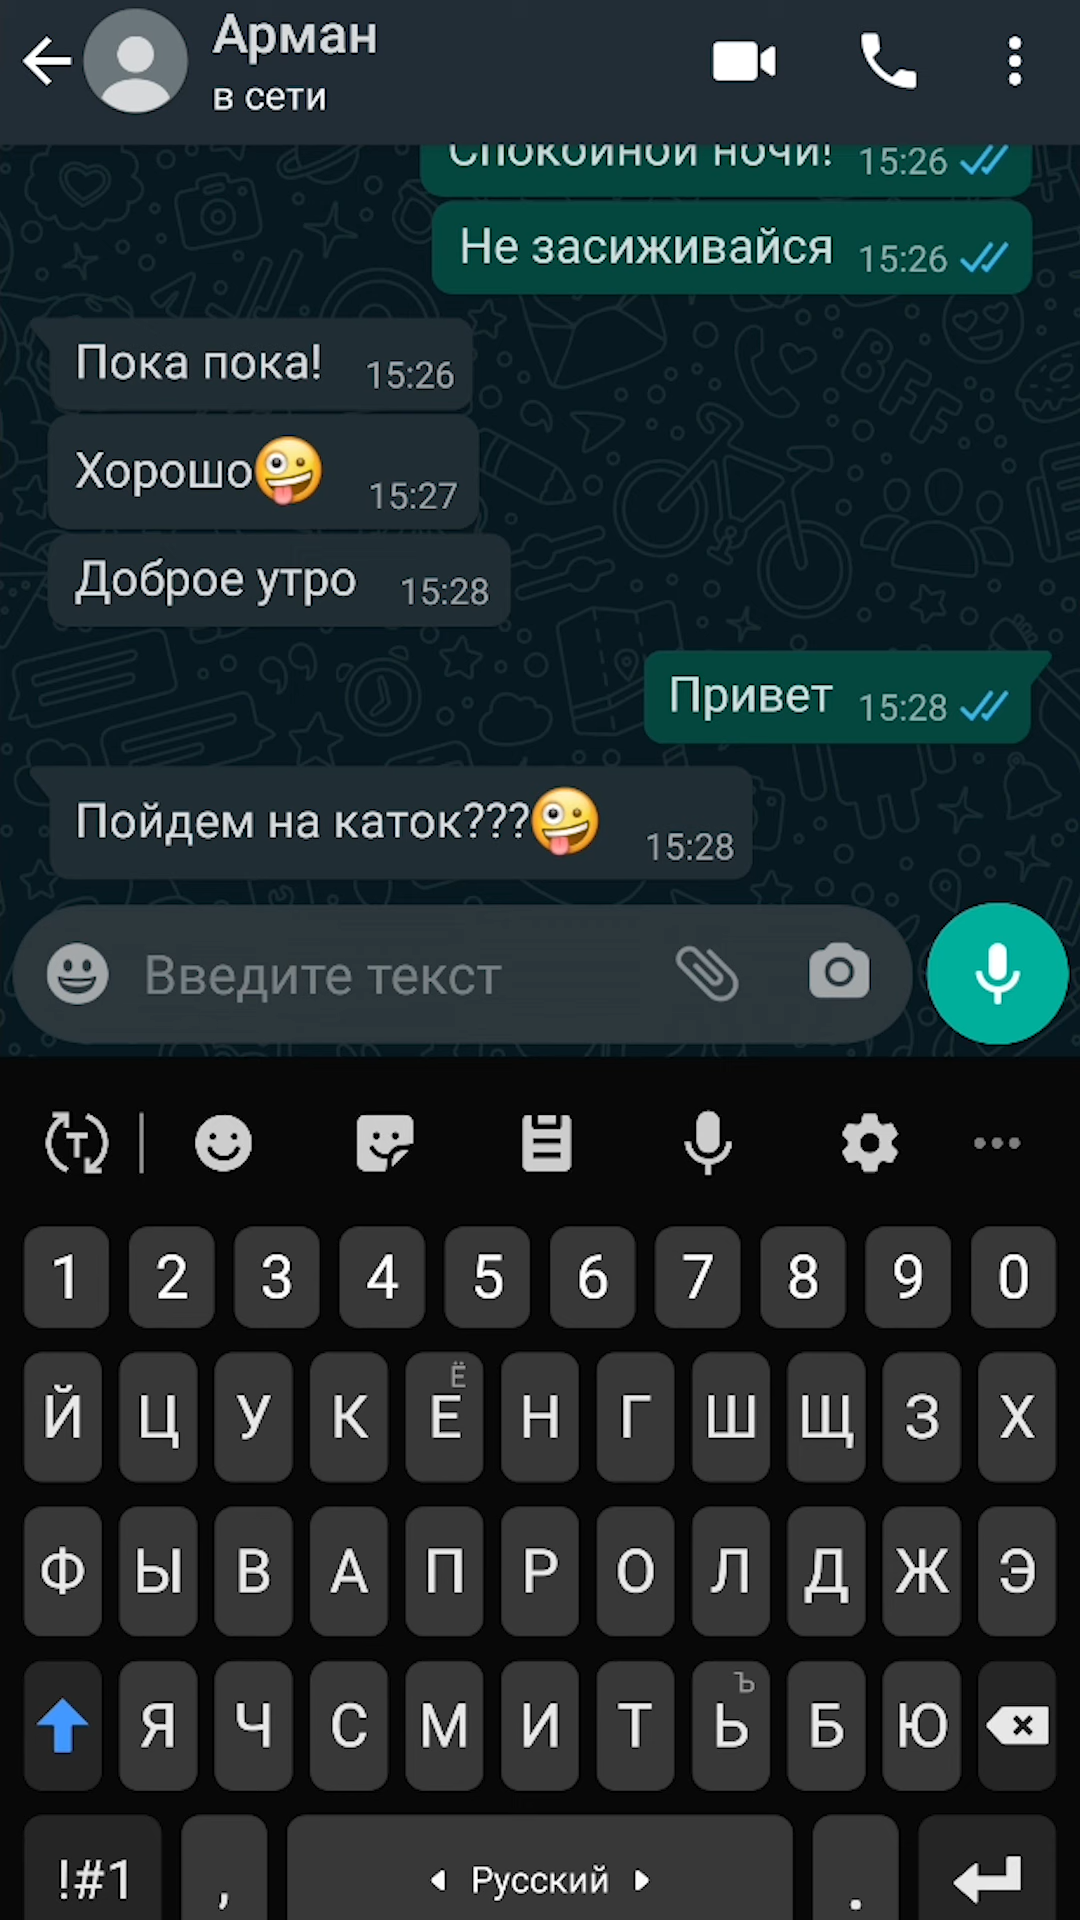 Арман
в сети
Спокойной ночи! 15:26
Не засиживайся 15:26
Пока пока! 15:26
Хорошо🤪 15:27
Доброе утро 15:28
Привет 15:28
Пойдем на каток???🤪 15:28
Введите текст
T
1 2 3 4 5 6 7 8 9 0
Й Ц У К Е Ё Н Г Ш Щ З Х
Ф Ы В А П Р О Л Д Ж Э
Я Ч С М И Т Ь Ъ Б Ю
!#1 , Русский .